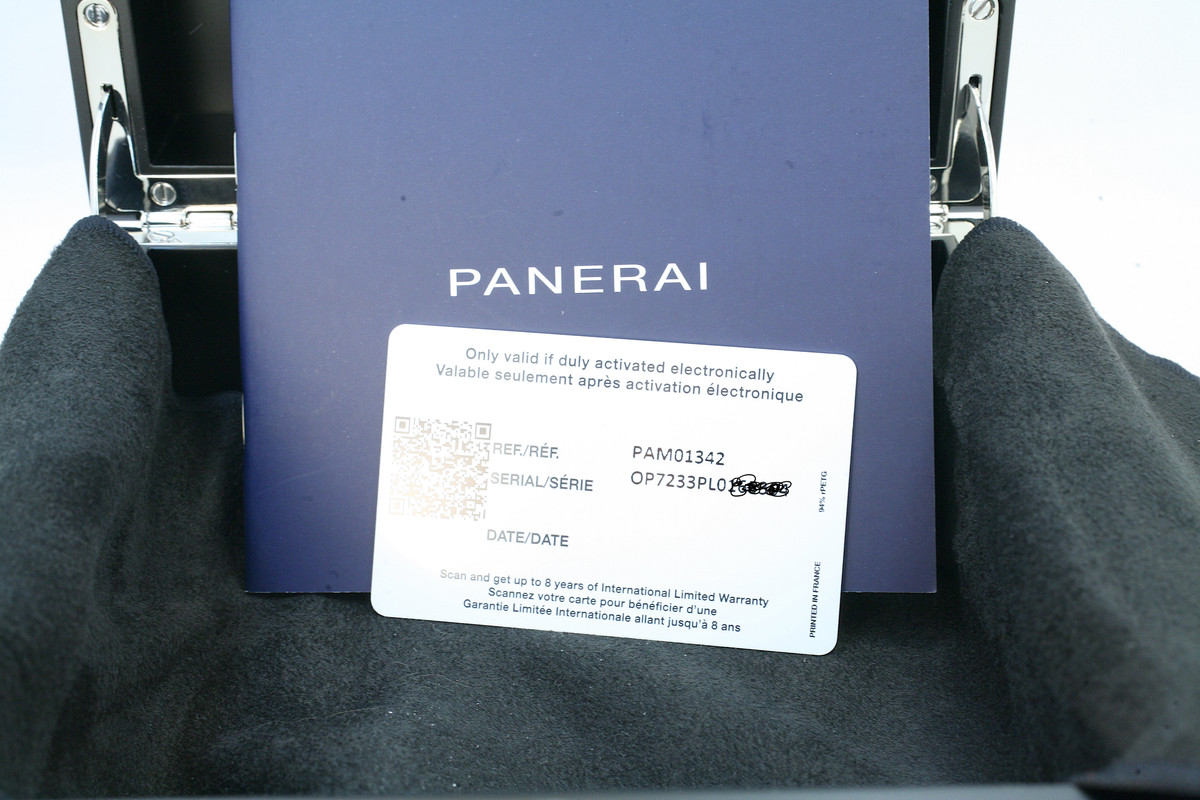 PANERAI
Only valid if duly activated electronically
Valable seulement après activation électronique
REF./RÉF. PAM01342
SERIAL/SÉRIE OP7233PL0
DATE/DATE
Scan and get up to 8 years of International Limited Warranty
Scannez votre carte pour bénéficier d'une
Garantie Limitée Internationale allant jusqu'à 8 ans
94% rPETG
PRINTED IN FRANCE